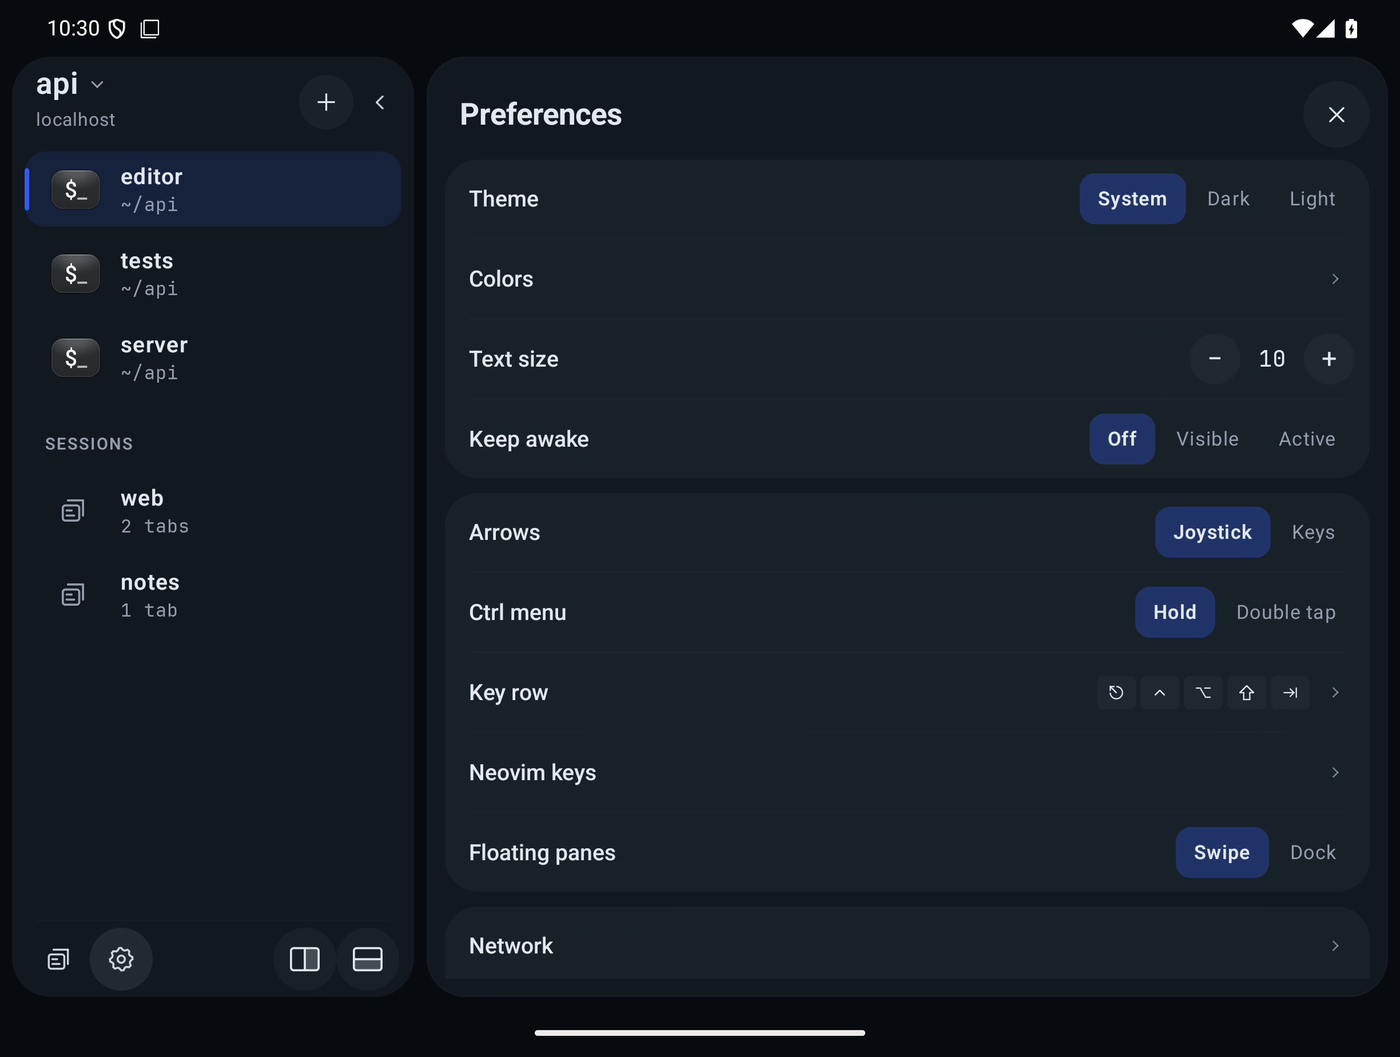 10:30
api
localhost
$_
editor
~/api
$_
tests
~/api
$_
server
~/api
SESSIONS
web
2 tabs
notes
1 tab
Preferences
Theme System Dark Light
Colors
Text size - 10 +
Keep awake Off Visible Active
Arrows Joystick Keys
Ctrl menu Hold Double tap
Key row
Neovim keys
Floating panes Swipe Dock
Network